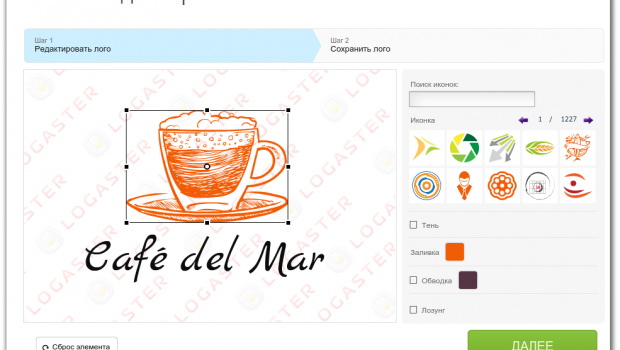 Шаг 1
Редактировать лого
Шаг 2
Сохранить лого
LOGASTER
LOGASTER
LOGASTER
LOGASTER
LOGASTER
Café del Mar
Поиск иконок:
Иконка
1 / 1227
Тень
Заливка
Обводка
Лозунг
Сброс элемента
ДАЛЕЕ